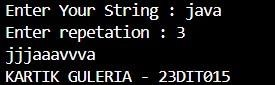 Enter Your String : java
Enter repetation : 3
jjjaaavvva
KARTIK GULERIA - 23DIT015